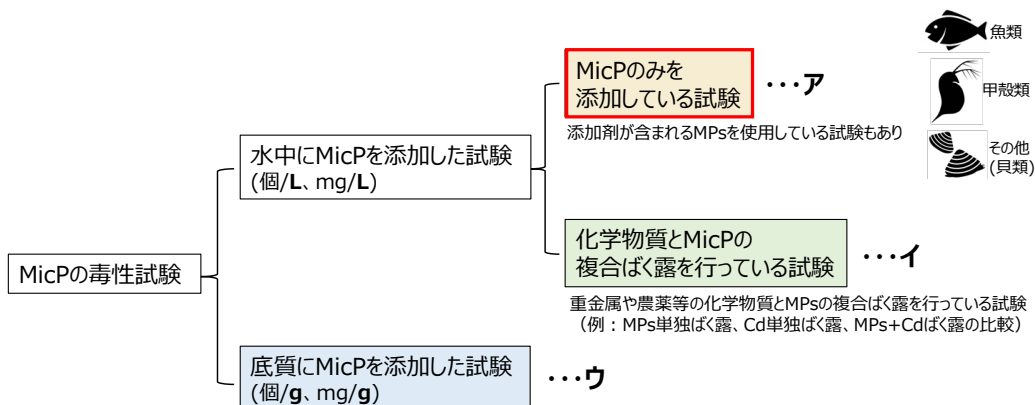 MicPの毒性試験
水中にMicPを添加した試験
(個/L、mg/L)
MicPのみを
添加している試験
・・・ア
添加剤が含まれるMPsを使用している試験もあり
魚類
甲殻類
その他
(貝類)
化学物質とMicPの
複合ばく露を行っている試験
・・・イ
重金属や農薬等の化学物質とMPsの複合ばく露を行っている試験
(例:MPs単独ばく露、Cd単独ばく露、MPs+Cdばく露の比較)
底質にMicPを添加した試験
(個/g、mg/g)
・・・ウ